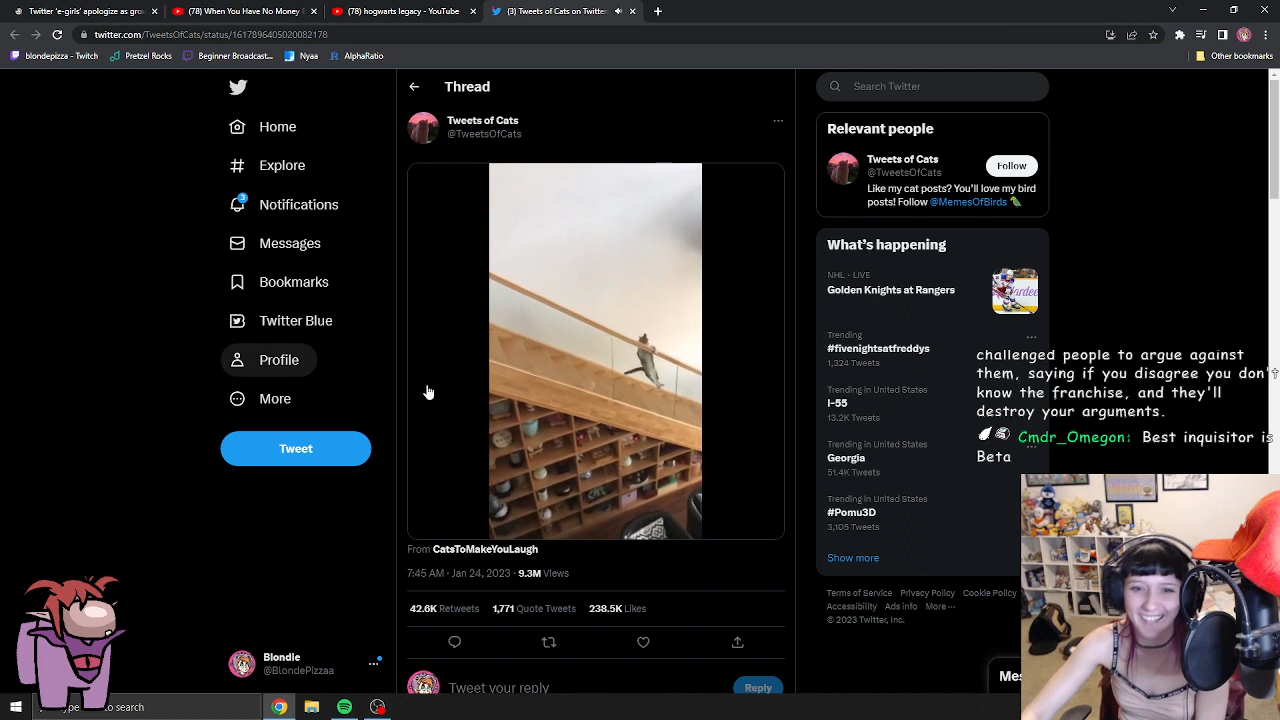 Twitter 'e-girls' apologize as gro
(78) When You Have No Money E
(78) hogwarts legacy - YouTube
(3) Tweets of Cats on Twitter:
twitter.com/TweetsOfCats/status/1617896405020082178
blondepizza - Twitch
Pretzel Rocks
Beginner Broadcast...
Nyaa
AlphaRatio
Other bookmarks
Thread
Search Twitter
Home
Explore
3
Notifications
Messages
Bookmarks
Twitter Blue
Profile
More
Tweet
Blondie
@BlondePizzaa
Tweets of Cats
@TweetsOfCats
From CatsToMakeYouLaugh
7:45 AM · Jan 24, 2023 · 9.3M Views
42.6K Retweets 1,771 Quote Tweets 238.5K Likes
Tweet your reply
Reply
Relevant people
Tweets of Cats
@TweetsOfCats
Follow
Like my cat posts? You'll love my bird
posts! Follow @MemesOfBirds
What's happening
NHL · LIVE
Golden Knights at Rangers
Trending
#fivenightsatfreddys
1,324 Tweets
Trending in United States
I-55
13.2K Tweets
Trending in United States
Georgia
51.4K Tweets
Trending in United States
#Pomu3D
3,105 Tweets
Show more
Terms of Service Privacy Policy Cookie Policy
Accessibility Ads info More ···
© 2023 Twitter, Inc.
challenged people to argue against
them, saying if you disagree you don't
know the franchise, and they'll
destroy your arguments.
Cmdr_Omegon: Best inquisitor is
Beta